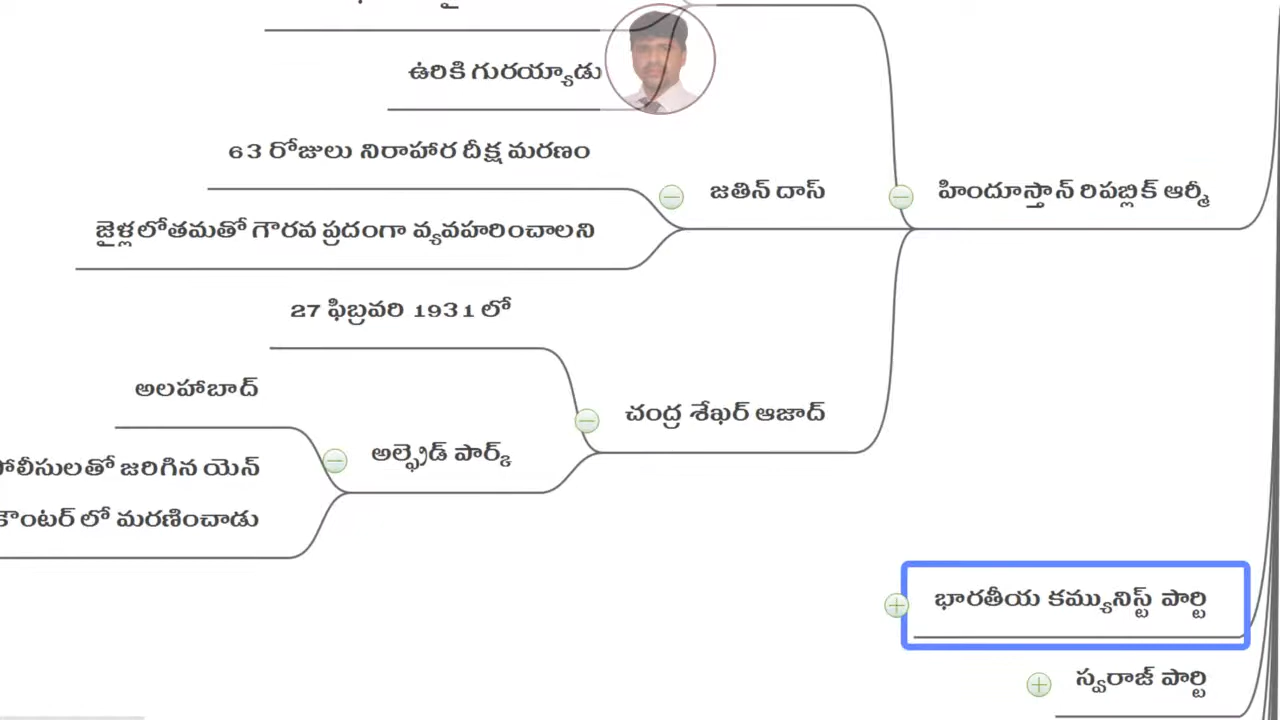 ఉరికి గురయ్యాడు
63 రోజులు నిరాహార దీక్ష మరణం
జతిన్ దాస్
హిందూస్తాన్ రిపబ్లిక్ ఆర్మీ
జైళ్లలోతమతో గౌరవ ప్రదంగా వ్యవహరించాలని
27 ఫిబ్రవరి 1931 లో
అలహాబాద్
చంద్ర శేఖర్ ఆజాద్
అల్ఫ్రెడ్ పార్క్
జరిగిన యెన్
లో మరణించాడు
భారతీయ కమ్యునిస్ట్ పార్టి
స్వరాజ్ పార్టి